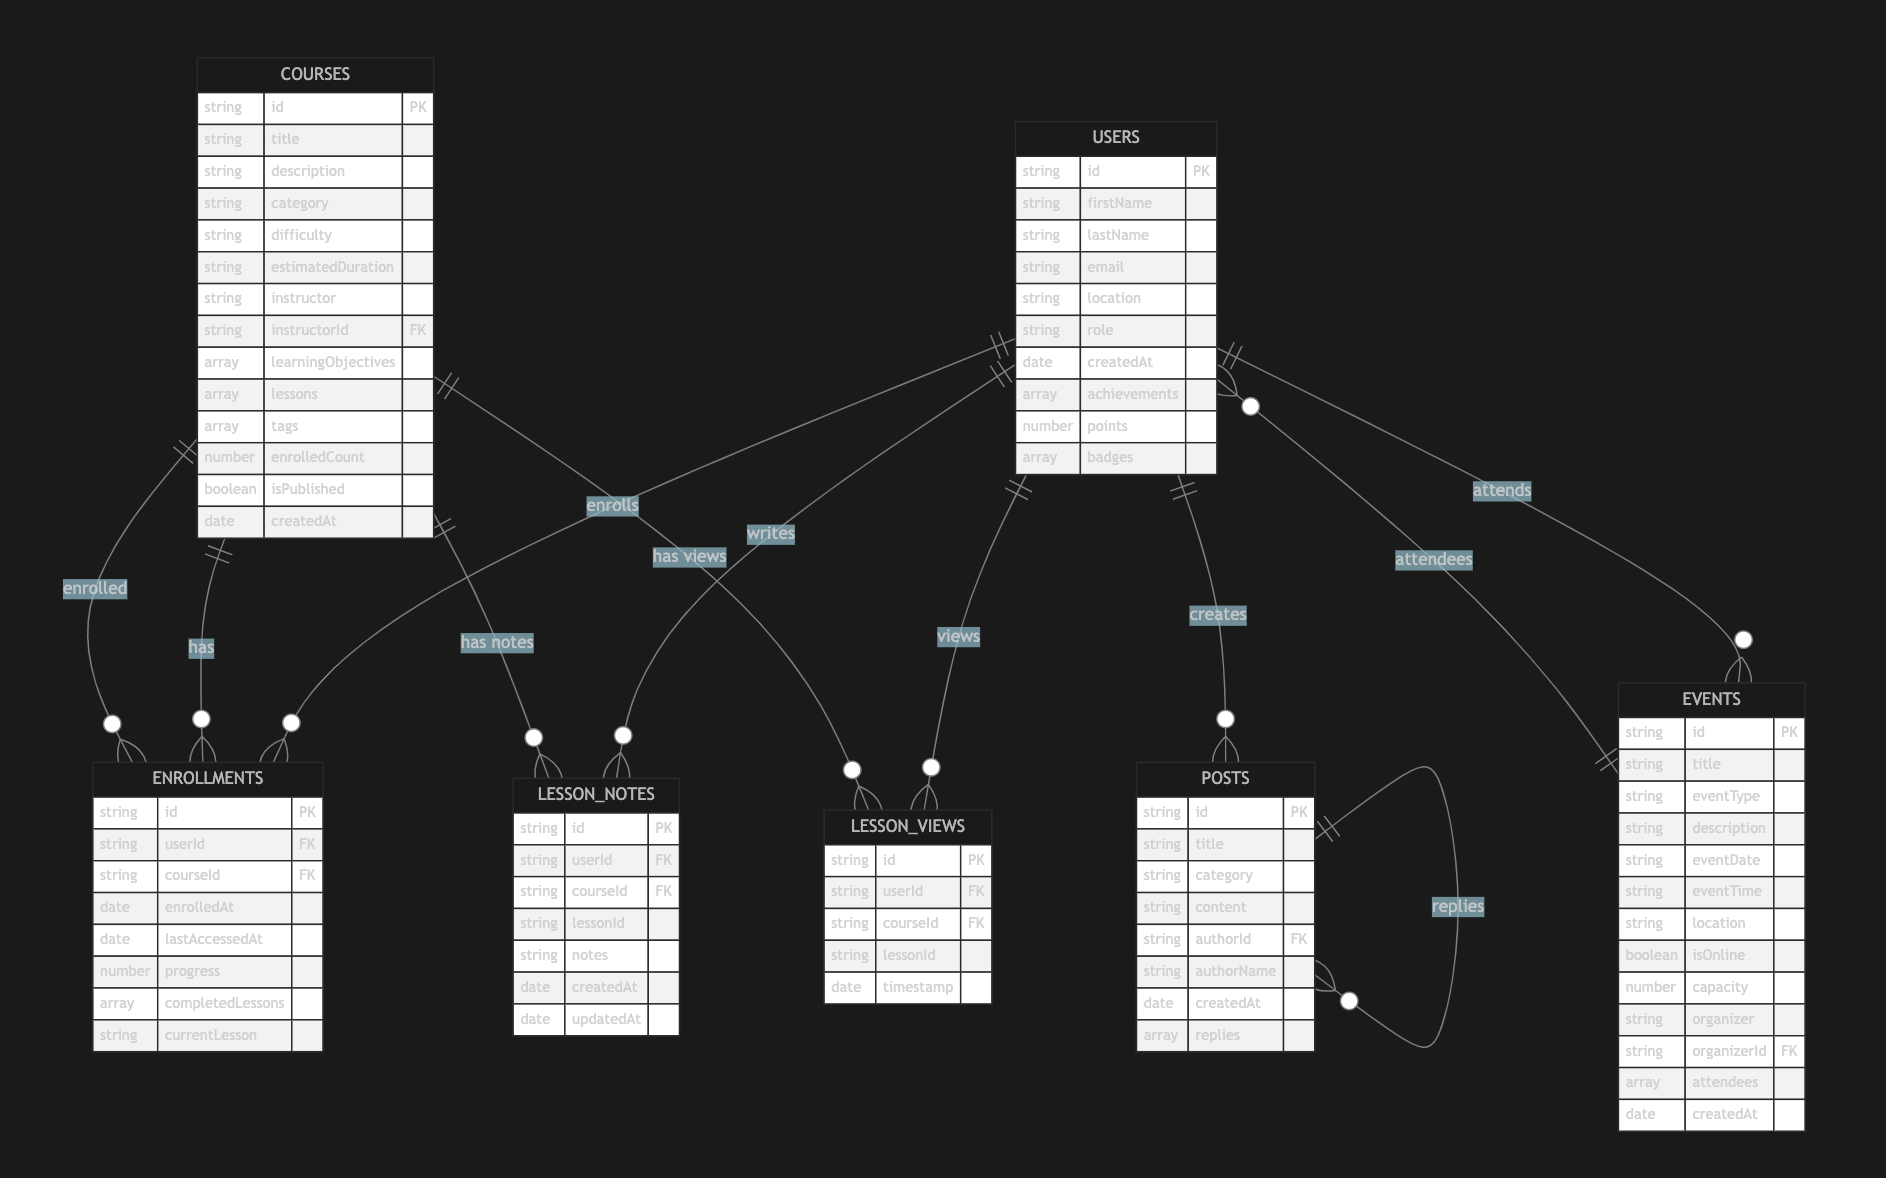 COURSES
string id PK
string title
string description
string category
string difficulty
string estimatedDuration
string instructor
string instructorId FK
array learningObjectives
array lessons
array tags
number enrolledCount
boolean isPublished
date createdAt
USERS
string id PK
string firstName
string lastName
string email
string location
string role
date createdAt
array achievements
number points
array badges
enrolls
attends
writes
has views
attendees
enrolled
creates
views
has notes
has
ENROLLMENTS
string id PK
string userId FK
string courseId FK
date enrolledAt
date lastAccessedAt
number progress
array completedLessons
string currentLesson
LESSON_NOTES
string id PK
string userId FK
string courseId FK
string lessonId
string notes
date createdAt
date updatedAt
LESSON_VIEWS
string id PK
string userId FK
string courseId FK
string lessonId
date timestamp
POSTS
string id PK
string title
string category
string content
string authorId FK
string authorName
date createdAt
array replies
replies
EVENTS
string id PK
string title
string eventType
string description
string eventDate
string eventTime
string location
boolean isOnline
number capacity
string organizer
string organizerId FK
array attendees
date createdAt